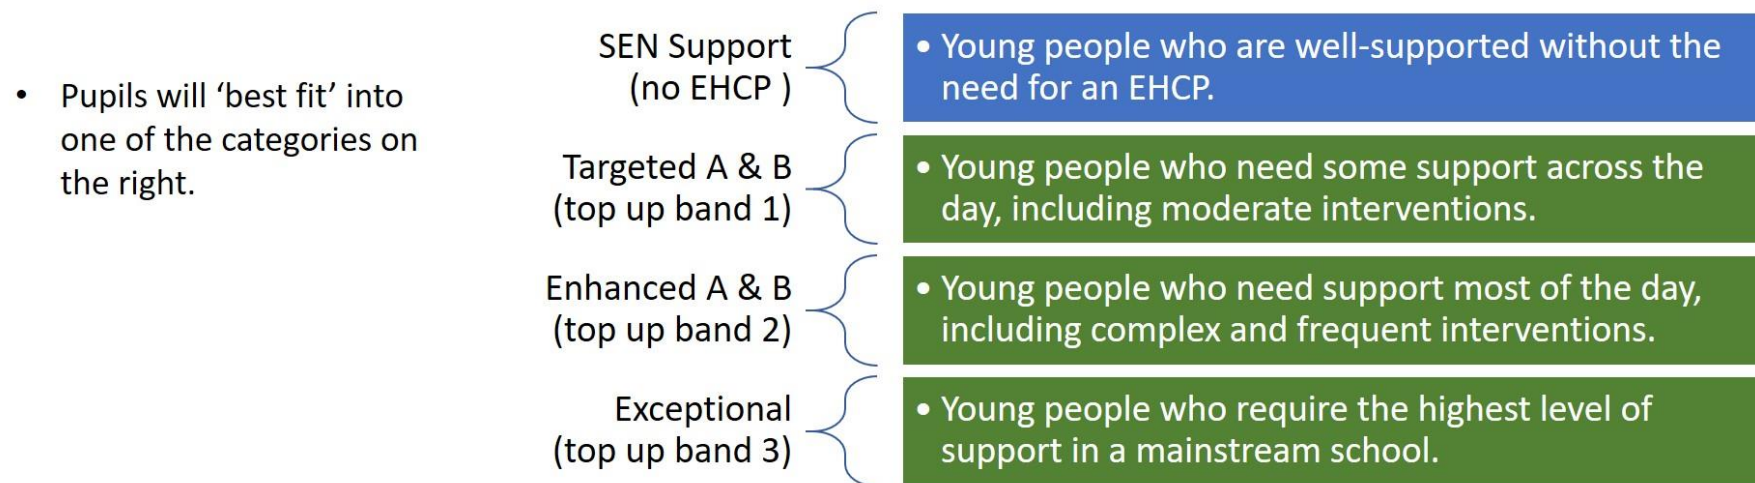 • Pupils will ‘best fit’ into
one of the categories on
the right.
SEN Support
(no EHCP )
• Young people who are well-supported without the
need for an EHCP.
Targeted A & B
(top up band 1)
• Young people who need some support across the
day, including moderate interventions.
Enhanced A & B
(top up band 2)
• Young people who need support most of the day,
including complex and frequent interventions.
Exceptional
(top up band 3)
• Young people who require the highest level of
support in a mainstream school.